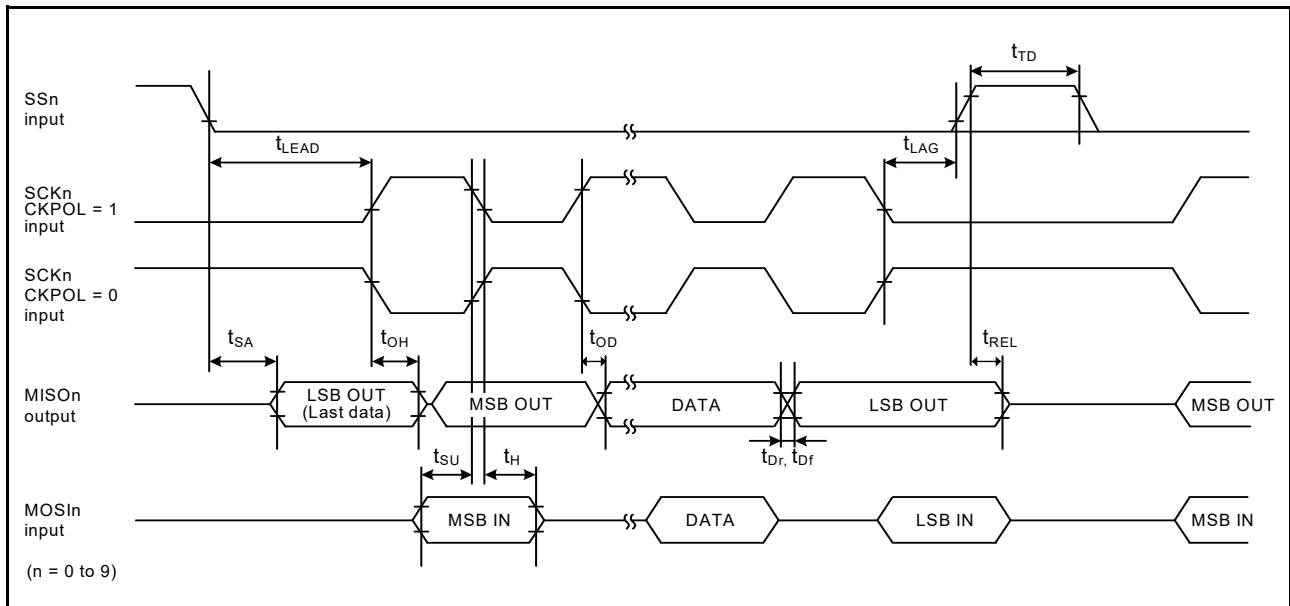 tTD
SSn
input
tLEAD
tLAG
SCKn
CKPOL = 1
input
SCKn
CKPOL = 0
input
tSA
tOH
tOD
tREL
MISOn
output
LSB OUT
(Last data)
MSB OUT
DATA
LSB OUT
MSB OUT
tSU
tH
tDr, tDf
MOSIn
input
MSB IN
DATA
LSB IN
MSB IN
(n = 0 to 9)